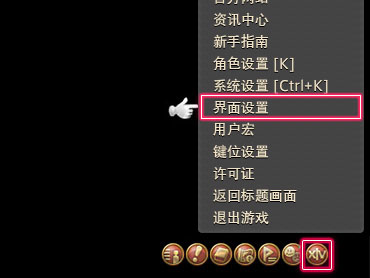 资讯中心
新手指南
角色设置 [K]
系统设置 [Ctrl+K]
界面设置
用户宏
键位设置
许可证
返回标题画面
退出游戏
XIV